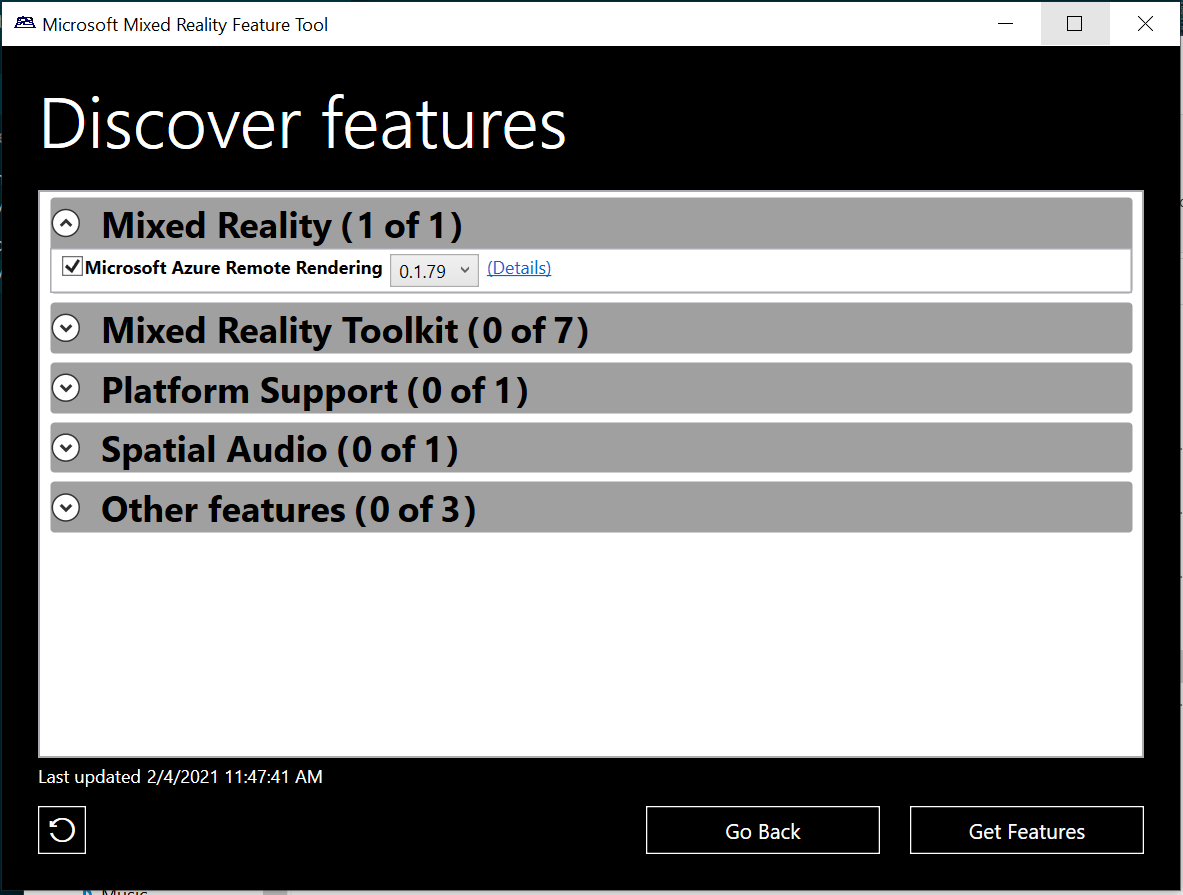 Microsoft Mixed Reality Feature Tool
Discover features
Mixed Reality (1 of 1)
Microsoft Azure Remote Rendering 0.1.79 (Details)
Mixed Reality Toolkit (0 of 7)
Platform Support (0 of 1)
Spatial Audio (0 of 1)
Other features (0 of 3)
Last updated 2/4/2021 11:47:41 AM
Go Back Get Features
Music